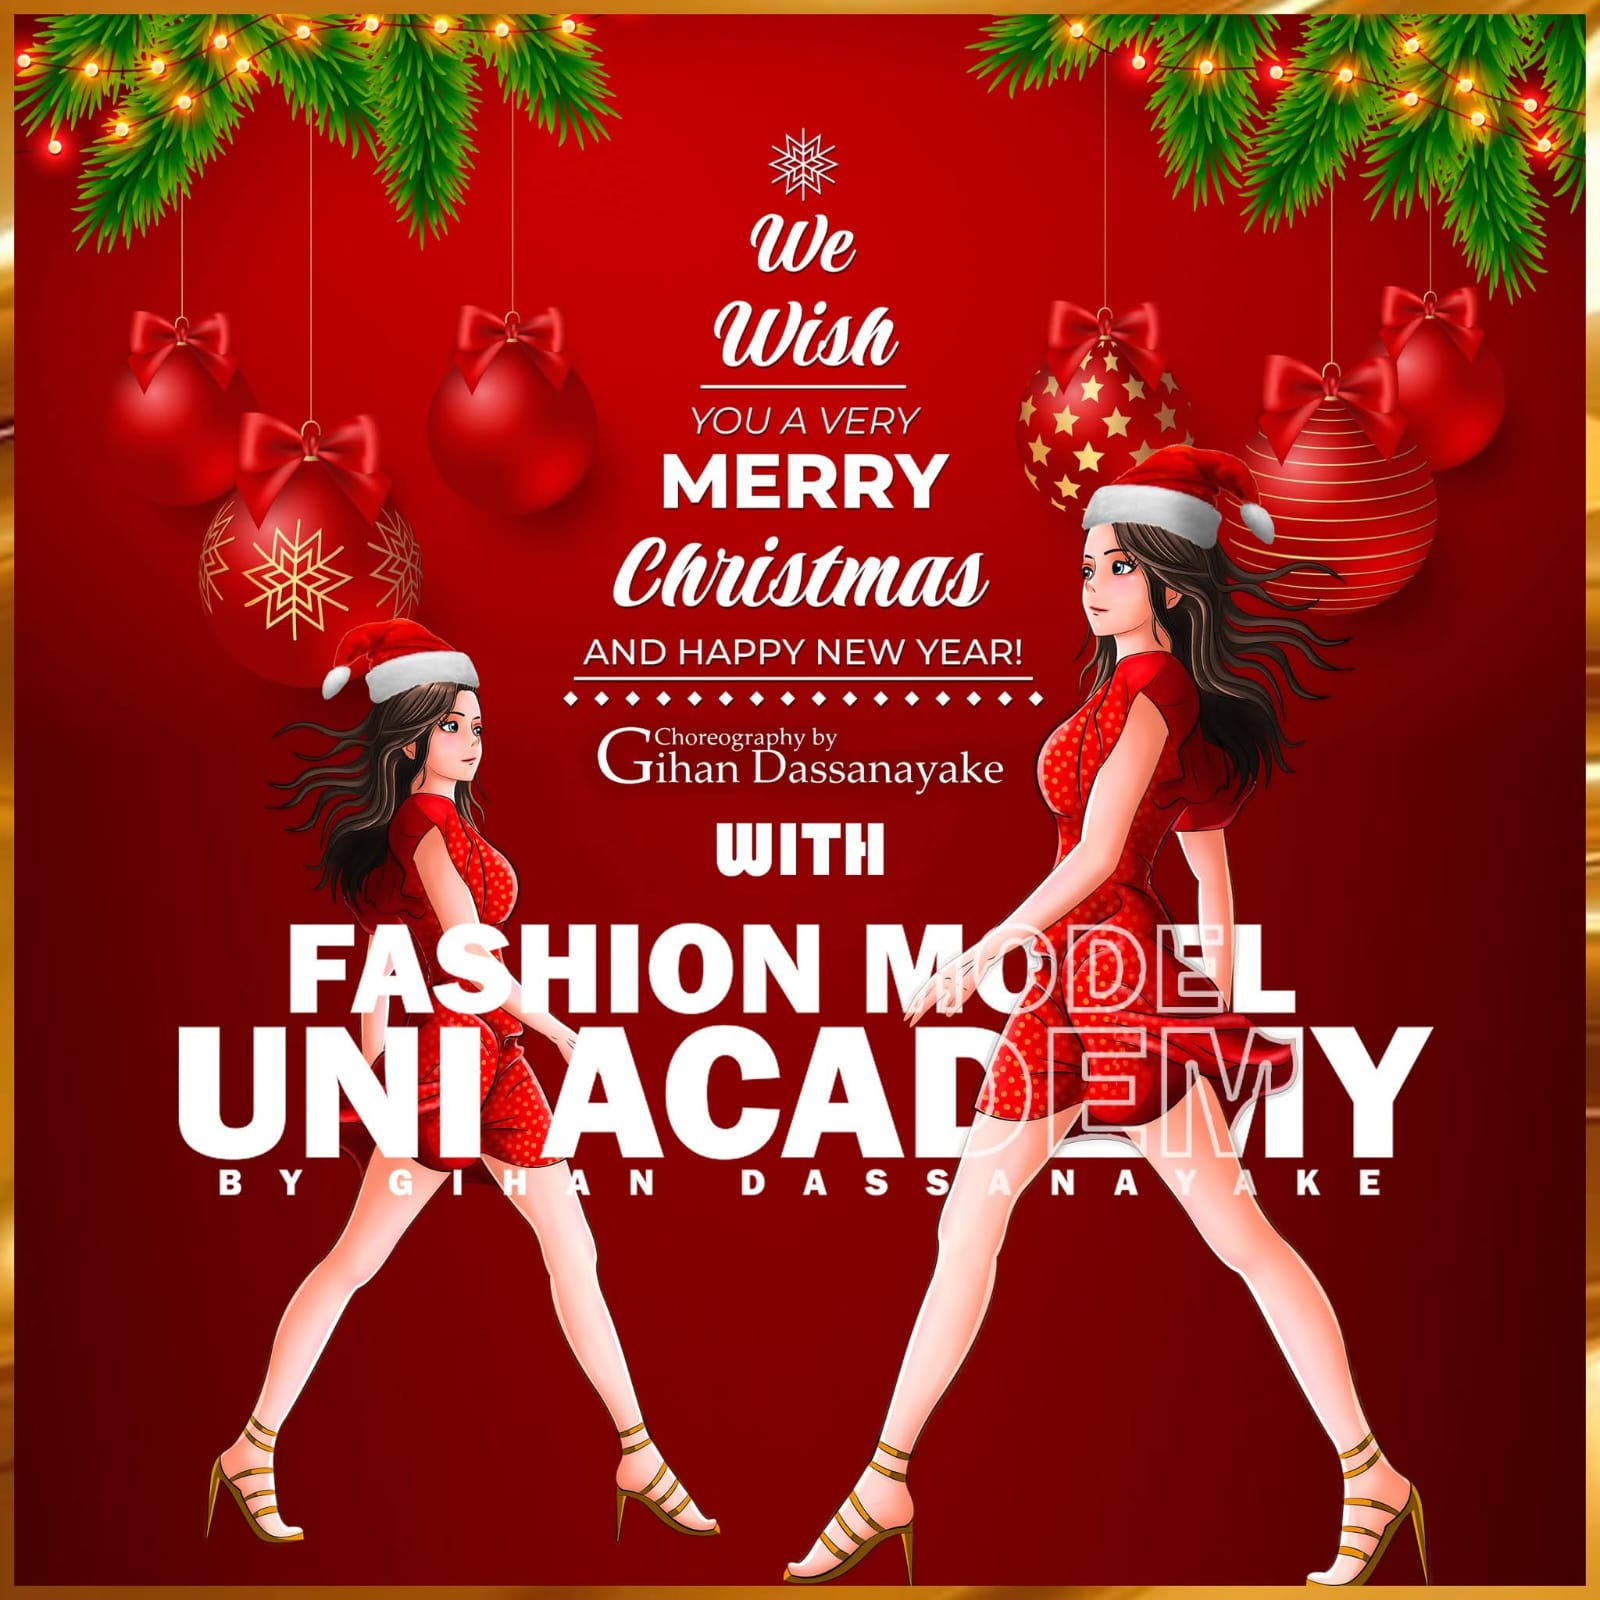 We
Wish
YOU A VERY
MERRY
Christmas
AND HAPPY NEW YEAR!
Choreography by
Gihan Dassanayake
WITH
FASHION MODEL
UNI ACADEMY
BY GIHAN DASSANAYAKE